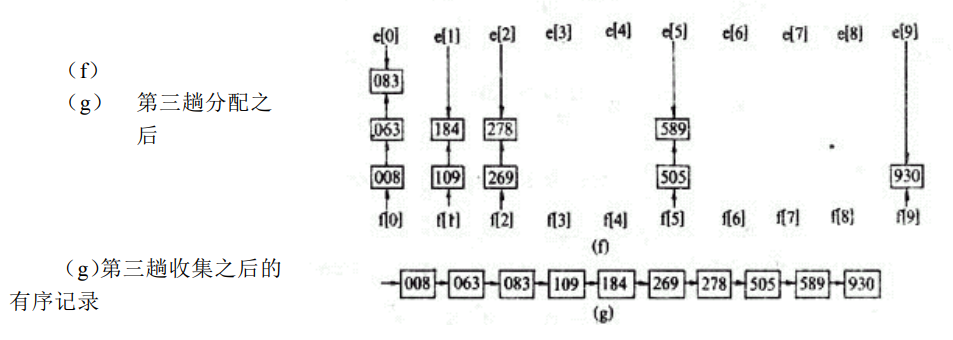 e[0] e[1] e[2] e[3] e[4] e[5] e[6] e[7] e[8] e[9]
(f)
083
(g) 第三趟分配之
后
063 184 278 589
008 109 269 505 930
f[0] f[1] f[2] f[3] f[4] f[5] f[6] f[7] f[8] f[9]
(f)
(g)第三趟收集之后的
有序记录
008 063 083 109 184 269 278 505 589 930
(g)